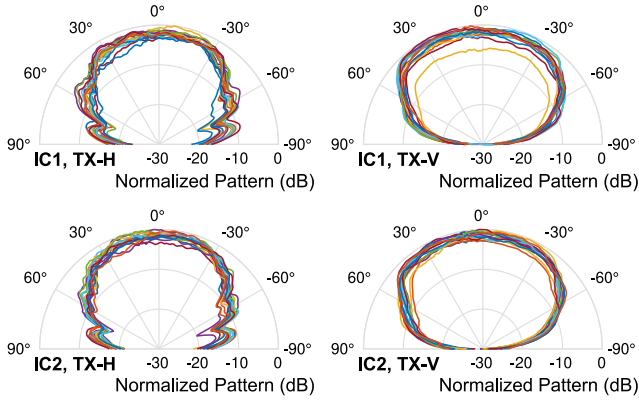 0° 0°
30° -30° 30° -30°
60° -60° 60° -60°
90° -90° 90° -90°
IC1, TX-H -30 -20 -10 0 IC1, TX-V -30 -20 -10 0
Normalized Pattern (dB) Normalized Pattern (dB)
0° 0°
30° -30° 30° -30°
60° -60° 60° -60°
90° -90° 90° -90°
IC2, TX-H -30 -20 -10 0 IC2, TX-V -30 -20 -10 0
Normalized Pattern (dB) Normalized Pattern (dB)